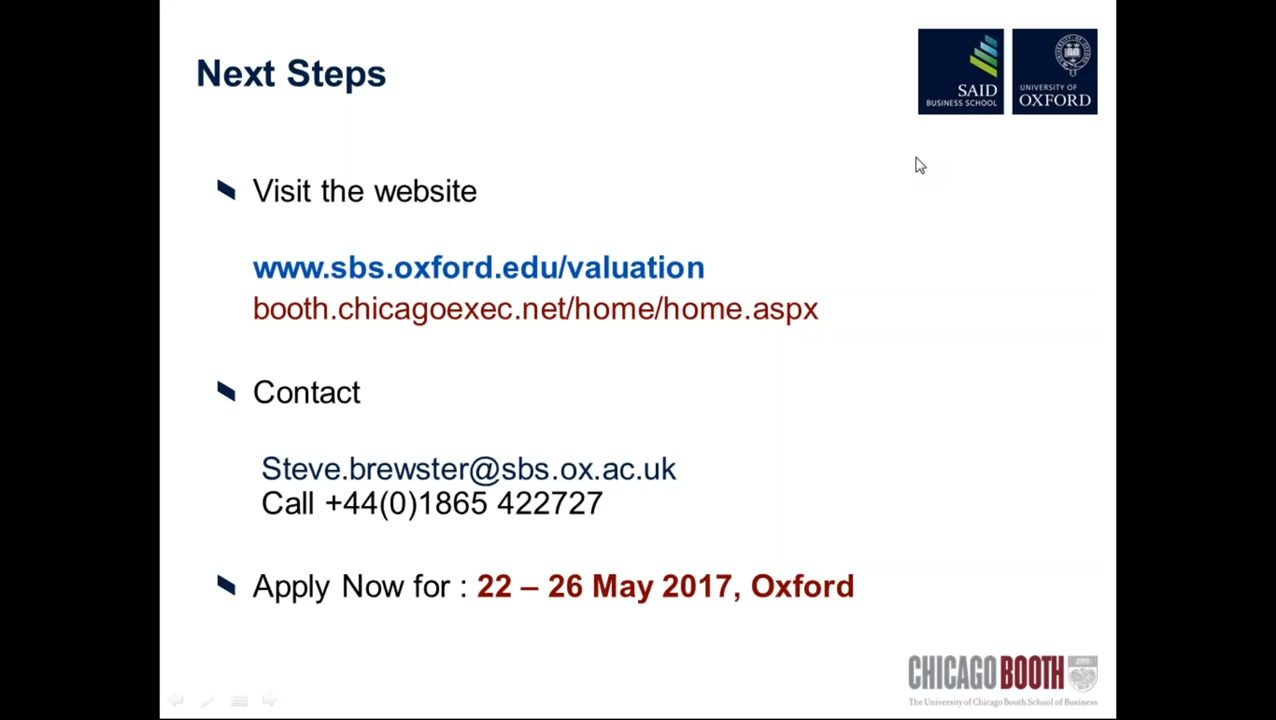 Next Steps
SAID
BUSINESS SCHOOL
UNIVERSITY OF
OXFORD
Visit the website
www.sbs.oxford.edu/valuation
booth.chicagoexec.net/home/home.aspx
Contact
Steve.brewster@sbs.ox.ac.uk
Call +44(0)1865 422727
Apply Now for : 22 – 26 May 2017, Oxford
CHICAGO BOOTH
The University of Chicago Booth School of Business